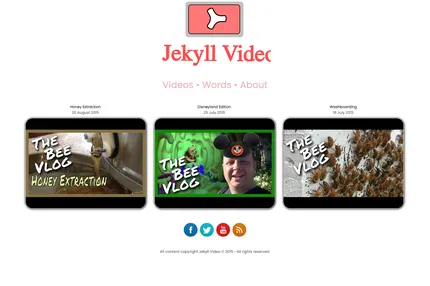 Jekyll Video
Videos • Words • About
Honey Extraction
20 August 2015
Disneyland Edition
25 July 2015
Washboarding
18 July 2015
THE BEE VLOG
HONEY EXTRACTION
THE BEE VLOG
THE BEE VLOG
All content copyright Jekyll Video © 2015 • All rights reserved.